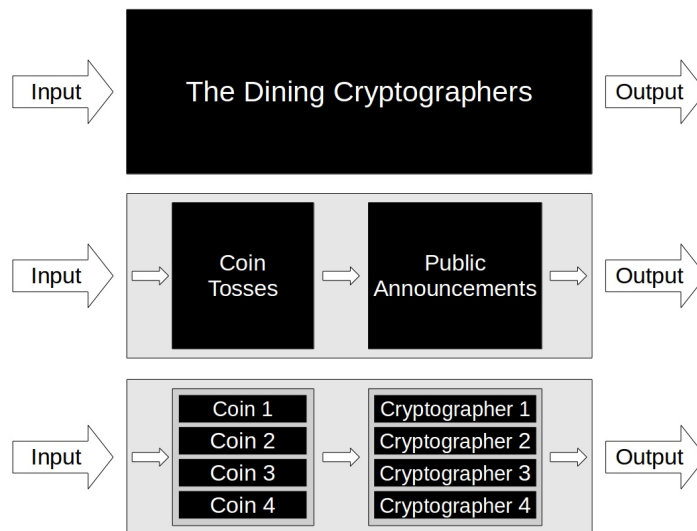 Input
The Dining Cryptographers
Output
Input
Coin
Tosses
Public
Announcements
Output
Input
Coin 1
Coin 2
Coin 3
Coin 4
Cryptographer 1
Cryptographer 2
Cryptographer 3
Cryptographer 4
Output